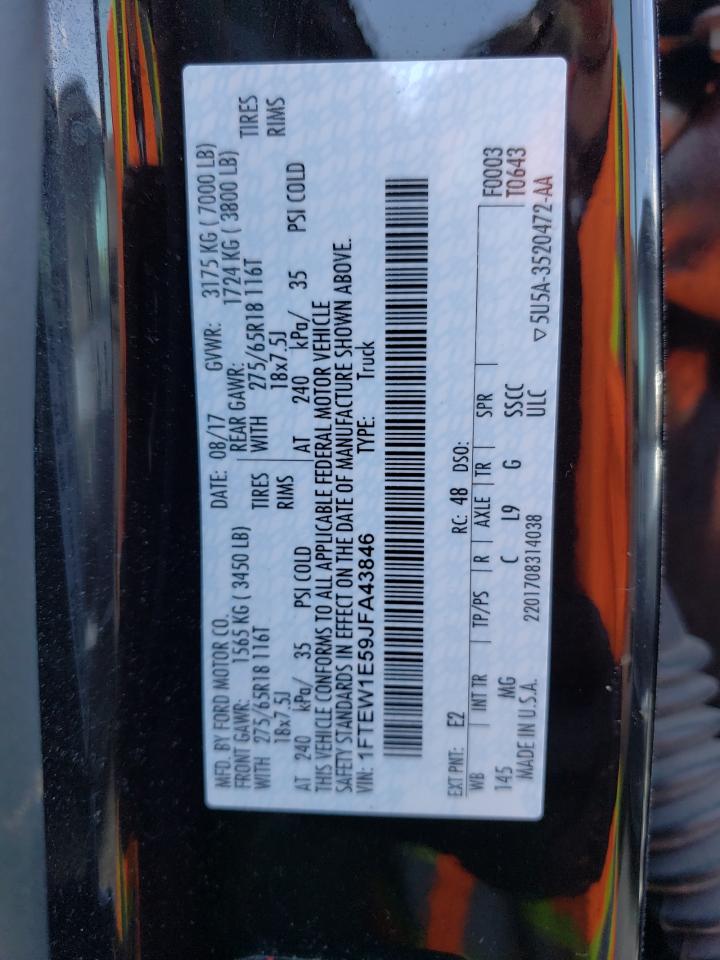 MFD. BY FORD MOTOR CO. DATE: 08/17 GVWR: 3175 KG ( 7000 LB)
FRONT GAWR: 1565 KG ( 3450 LB) REAR GAWR: 1724 KG ( 3800 LB)
WITH 275/65R18 116T TIRES WITH 275/65R18 116T TIRES
18x7.5J RIMS 18x7.5J RIMS
AT 240 kPa/ 35 PSI COLD AT 240 kPa/ 35 PSI COLD
THIS VEHICLE CONFORMS TO ALL APPLICABLE FEDERAL MOTOR VEHICLE
SAFETY STANDARDS IN EFFECT ON THE DATE OF MANUFACTURE SHOWN ABOVE.
VIN: 1FTEW1E59JFA43846 TYPE: Truck
EXT PNT: E2 RC: 48 DSO:
WB INT TR TP/PS R AXLE TR SPR F0003
145 MG C L9 G SSCC T0643
MADE IN U.S.A. 2201708314038 ULC
▽ 5U5A-3520472-AA